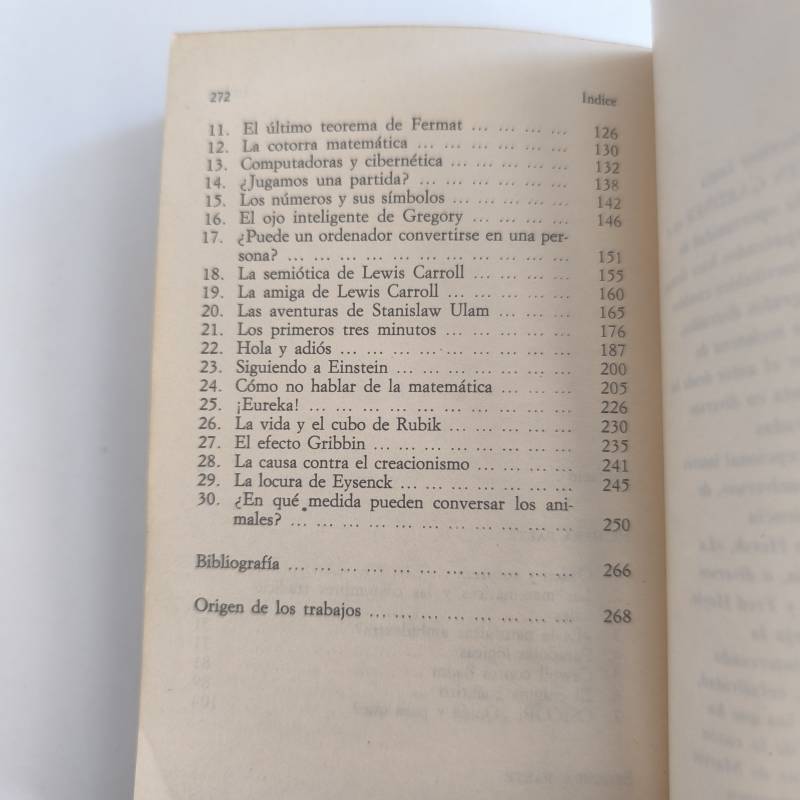 272 Indice
11. El último teorema de Fermat ... ... ... ... 126
12. La cotorra matemática ... ... ... ... ... ... 130
13. Computadoras y cibernética ... ... ... ... ... 132
14. ¿Jugamos una partida? ... ... ... ... ... ... 138
15. Los números y sus símbolos ... ... ... ... ... 142
16. El ojo inteligente de Gregory ... ... ... ... 146
17. ¿Puede un ordenador convertirse en una per-
sona? ... ... ... ... ... ... ... ... ... ... ... 151
18. La semiótica de Lewis Carroll ... ... ... ... 155
19. La amiga de Lewis Carroll ... ... ... ... ... 160
20. Las aventuras de Stanislaw Ulam ... ... ... 165
21. Los primeros tres minutos ... ... ... ... ... 176
22. Hola y adiós ... ... ... ... ... ... ... ... ... 187
23. Siguiendo a Einstein ... ... ... ... ... ... ... 200
24. Cómo no hablar de la matemática ... ... ... 205
25. ¡Eureka! ... ... ... ... ... ... ... ... ... ... 226
26. La vida y el cubo de Rubik ... ... ... ... ... 230
27. El efecto Gribbin ... ... ... ... ... ... ... ... 235
28. La causa contra el creacionismo ... ... ... ... 241
29. La locura de Eysenck ... ... ... ... ... ... ... 245
30. ¿En qué medida pueden conversar los ani-
males? ... ... ... ... ... ... ... ... ... ... ... 250
Bibliografía ... ... ... ... ... ... ... ... ... ... ... 266
Origen de los trabajos ... ... ... ... ... ... ... ... 268